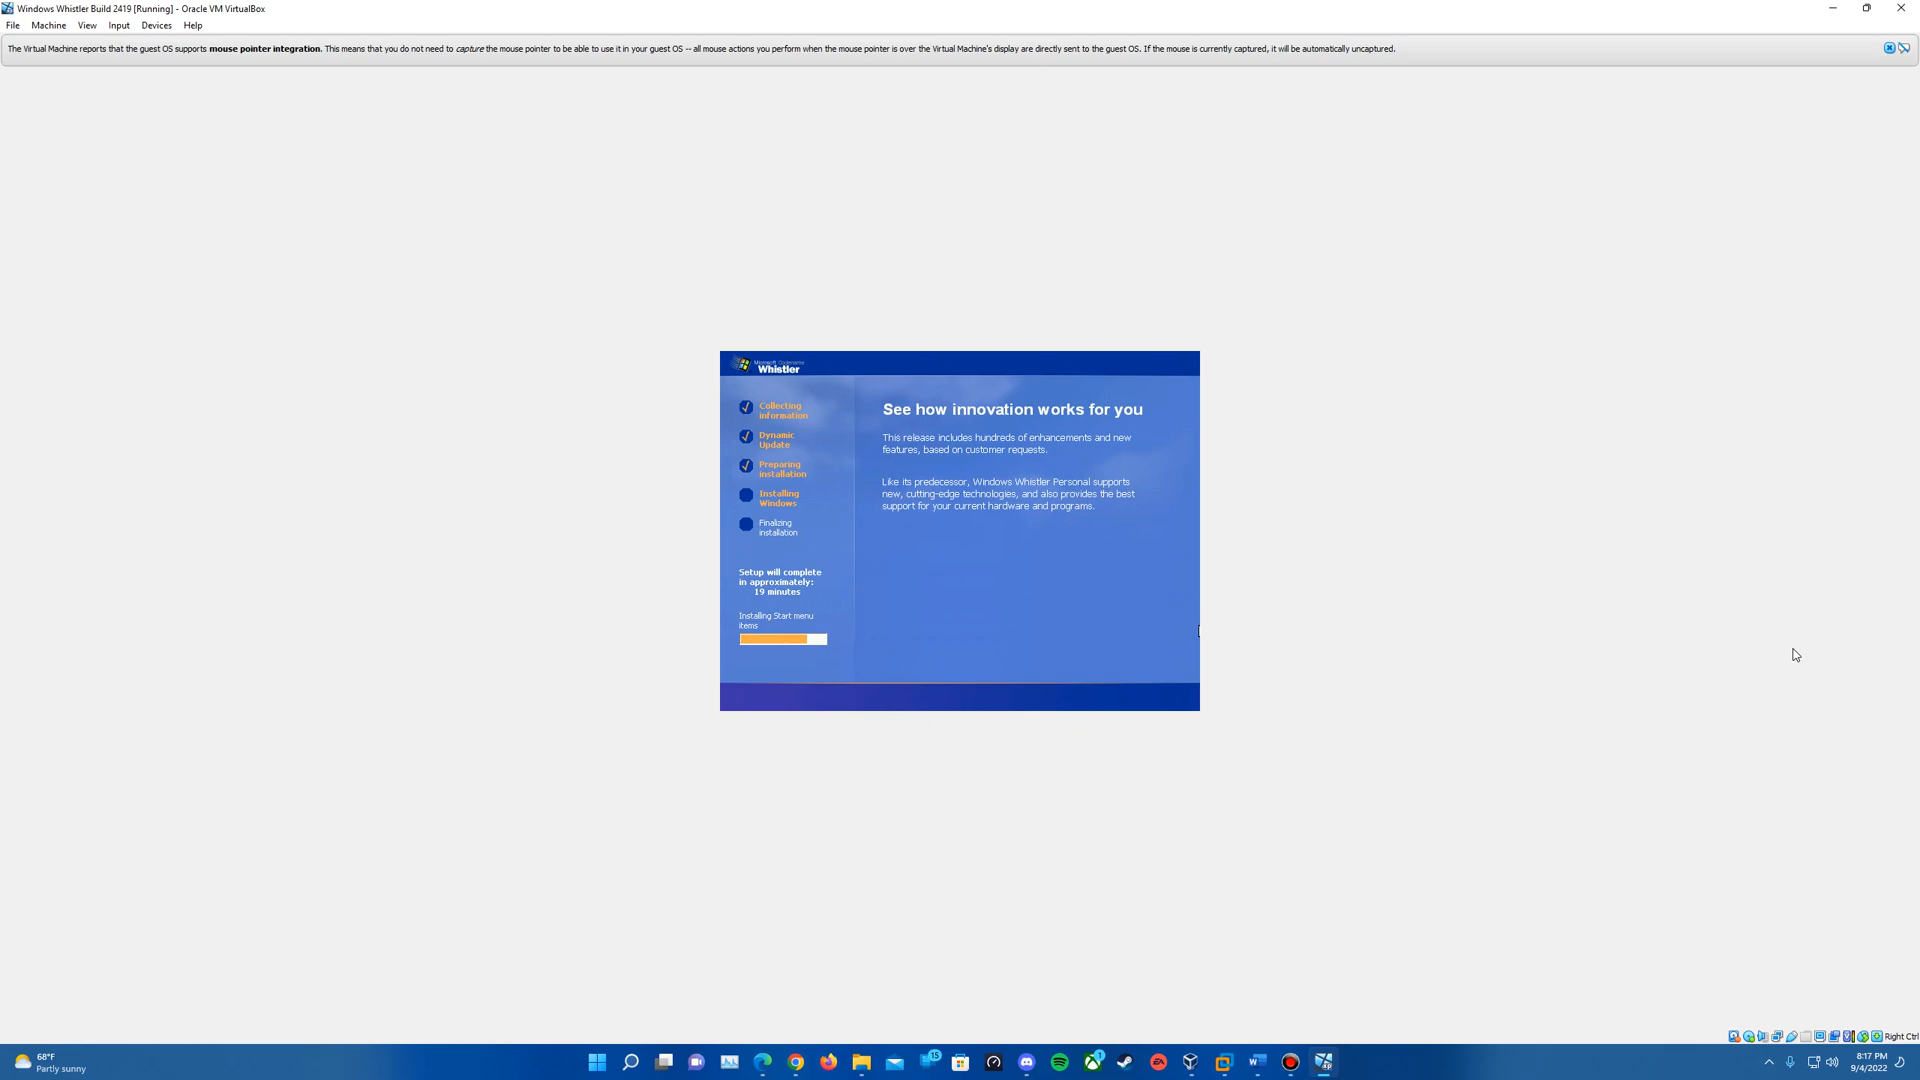 Windows Whistler Build 2419 [Running] - Oracle VM VirtualBox
File Machine View Input Devices Help
The Virtual Machine reports that the guest OS supports mouse pointer integration. This means that you do not need to capture the mouse pointer to be able to use it in your guest OS -- all mouse actions you perform when the mouse pointer is over the Virtual Machine's display are directly sent to the guest OS. If the mouse is currently captured, it will be automatically uncaptured.
Microsoft Codename
Whistler
Collecting
information
Dynamic
Update
Preparing
installation
Installing
Windows
Finalizing
installation
Setup will complete
in approximately:
19 minutes
Installing Start menu
items
See how innovation works for you
This release includes hundreds of enhancements and new
features, based on customer requests.
Like its predecessor, Windows Whistler Personal supports
new, cutting-edge technologies, and also provides the best
support for your current hardware and programs.
Right Ctrl
68°F
Partly sunny
15
1
8:17 PM
9/4/2022